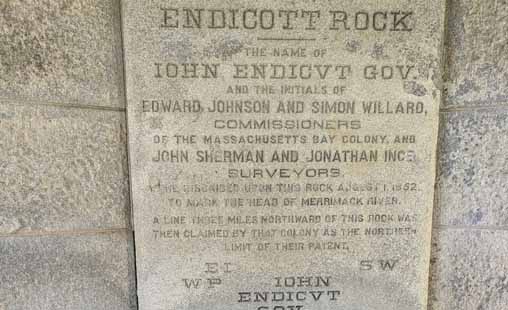 ENDICOTT ROCK
THE NAME OF
IOHN ENDICVT GOV.
AND THE INITIALS OF
EDWARD JOHNSON AND SIMON WILLARD,
COMMISSIONERS
OF THE MASSACHUSETTS BAY COLONY, AND
JOHN SHERMAN AND JONATHAN INCE
SURVEYORS.
WERE INSCRIBED UPON THIS ROCK AUGUST 1, 1652.
TO MARK THE HEAD OF MERRIMACK RIVER.
A LINE THREE MILES NORTHWARD OF THIS ROCK WAS
THEN CLAIMED BY THAT COLONY AS THE NORTHERN
LIMIT OF THEIR PATENT.
EI SW
WP IOHN
ENDICVT
GOV